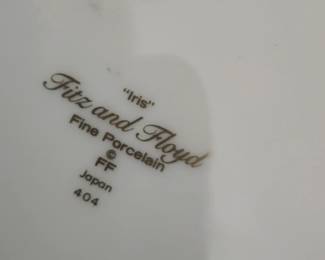 "Iris"
Fitz and Floyd
Fine Porcelain
©
FF
Japan
404